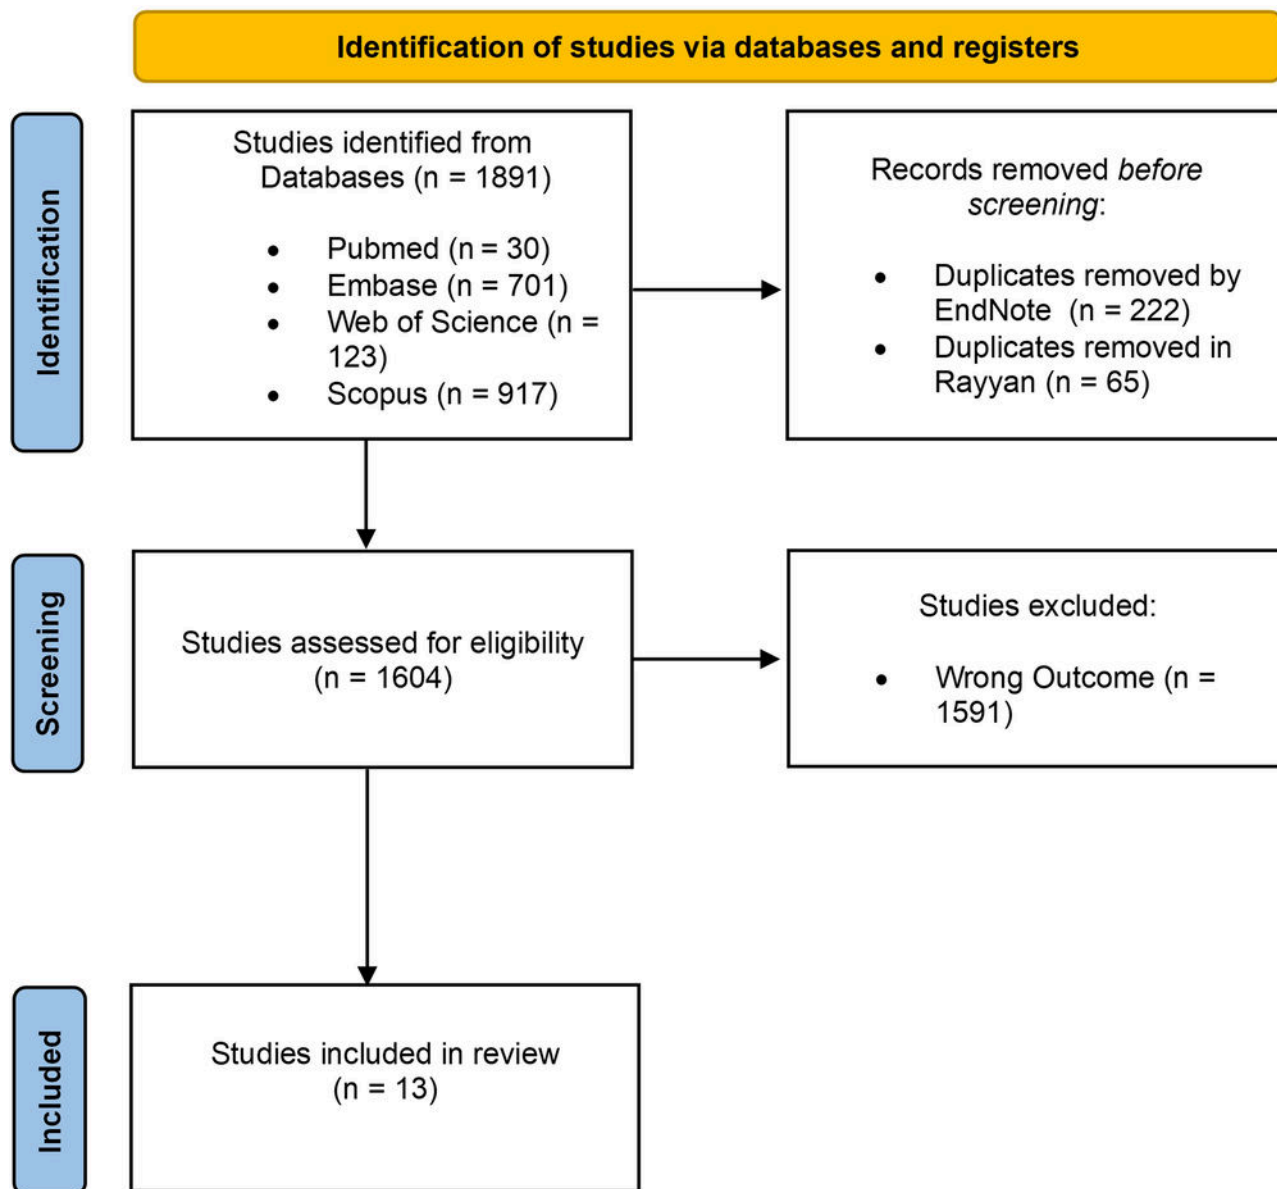 Identification of studies via databases and registers
Identification
Studies identified from
Databases (n = 1891)
• Pubmed (n = 30)
• Embase (n = 701)
• Web of Science (n =
123)
• Scopus (n = 917)
Records removed before
screening:
• Duplicates removed by
EndNote (n = 222)
• Duplicates removed in
Rayyan (n = 65)
Screening
Studies assessed for eligibility
(n = 1604)
Studies excluded:
• Wrong Outcome (n =
1591)
Included
Studies included in review
(n = 13)